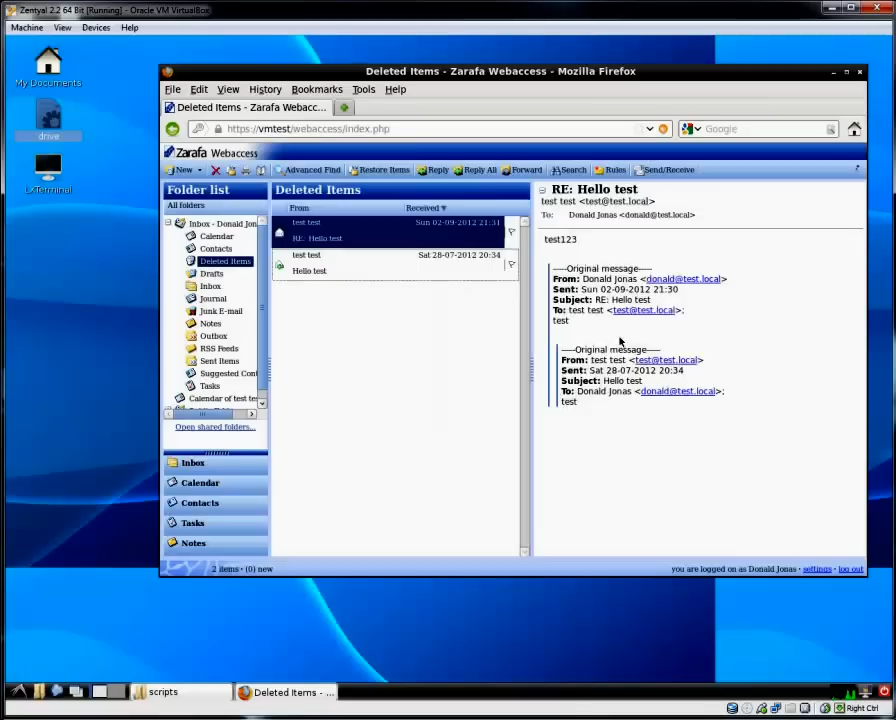 Zentyal 2.2 64 Bit [Running] - Oracle VM VirtualBox
Machine View Devices Help
My Documents
drive
LXTerminal
Deleted Items - Zarafa Webaccess - Mozilla Firefox
File Edit View History Bookmarks Tools Help
Deleted Items - Zarafa Webacc...
https://vmtest/webaccess/index.php
Google
Zarafa Webaccess
New Advanced Find Restore Items Reply Reply All Forward Search Rules Send/Receive
Folder list
All folders
Inbox - Donald Jon
Calendar
Contacts
Deleted Items
Drafts
Inbox
Journal
Junk E-mail
Notes
Outbox
RSS Feeds
Sent Items
Suggested Cont
Tasks
Calendar of test tes
Open shared folders...
Inbox
Calendar
Contacts
Tasks
Notes
Deleted Items
From Received
test test Sun 02-09-2012 21:31
RE: Hello test
test test Sat 28-07-2012 20:34
Hello test
RE: Hello test
test test <test@test.local>
To: Donald Jonas <donald@test.local>
test123
-----Original message-----
From: Donald Jonas <donald@test.local>
Sent: Sun 02-09-2012 21:30
Subject: RE: Hello test
To: test test <test@test.local>;
test
-----Original message-----
From: test test <test@test.local>
Sent: Sat 28-07-2012 20:34
Subject: Hello test
To: Donald Jonas <donald@test.local>;
test
2 items - (0) new
you are logged on as Donald Jonas - settings - log out
scripts
Deleted Items - ...
Right Ctrl